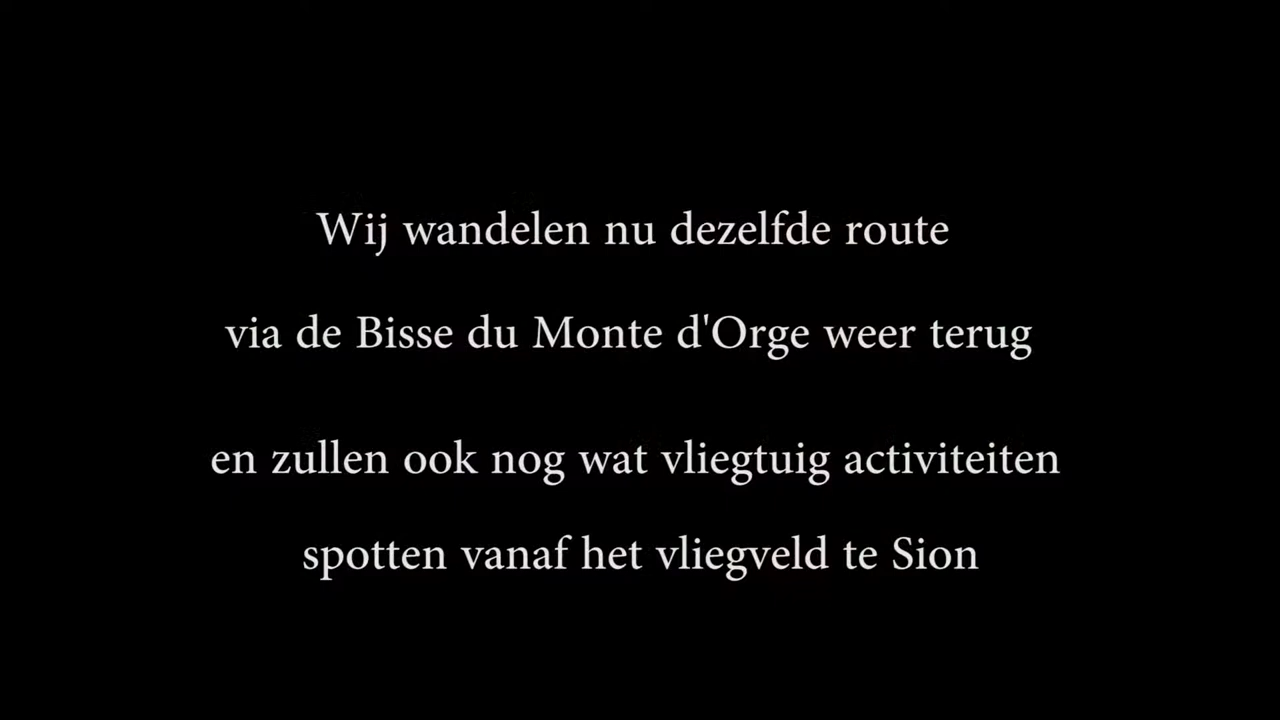 Wij wandelen nu dezelfde route
via de Bisse du Monte d'Orge weer terug
en zullen ook nog wat vliegtuig activiteiten
spotten vanaf het vliegveld te Sion